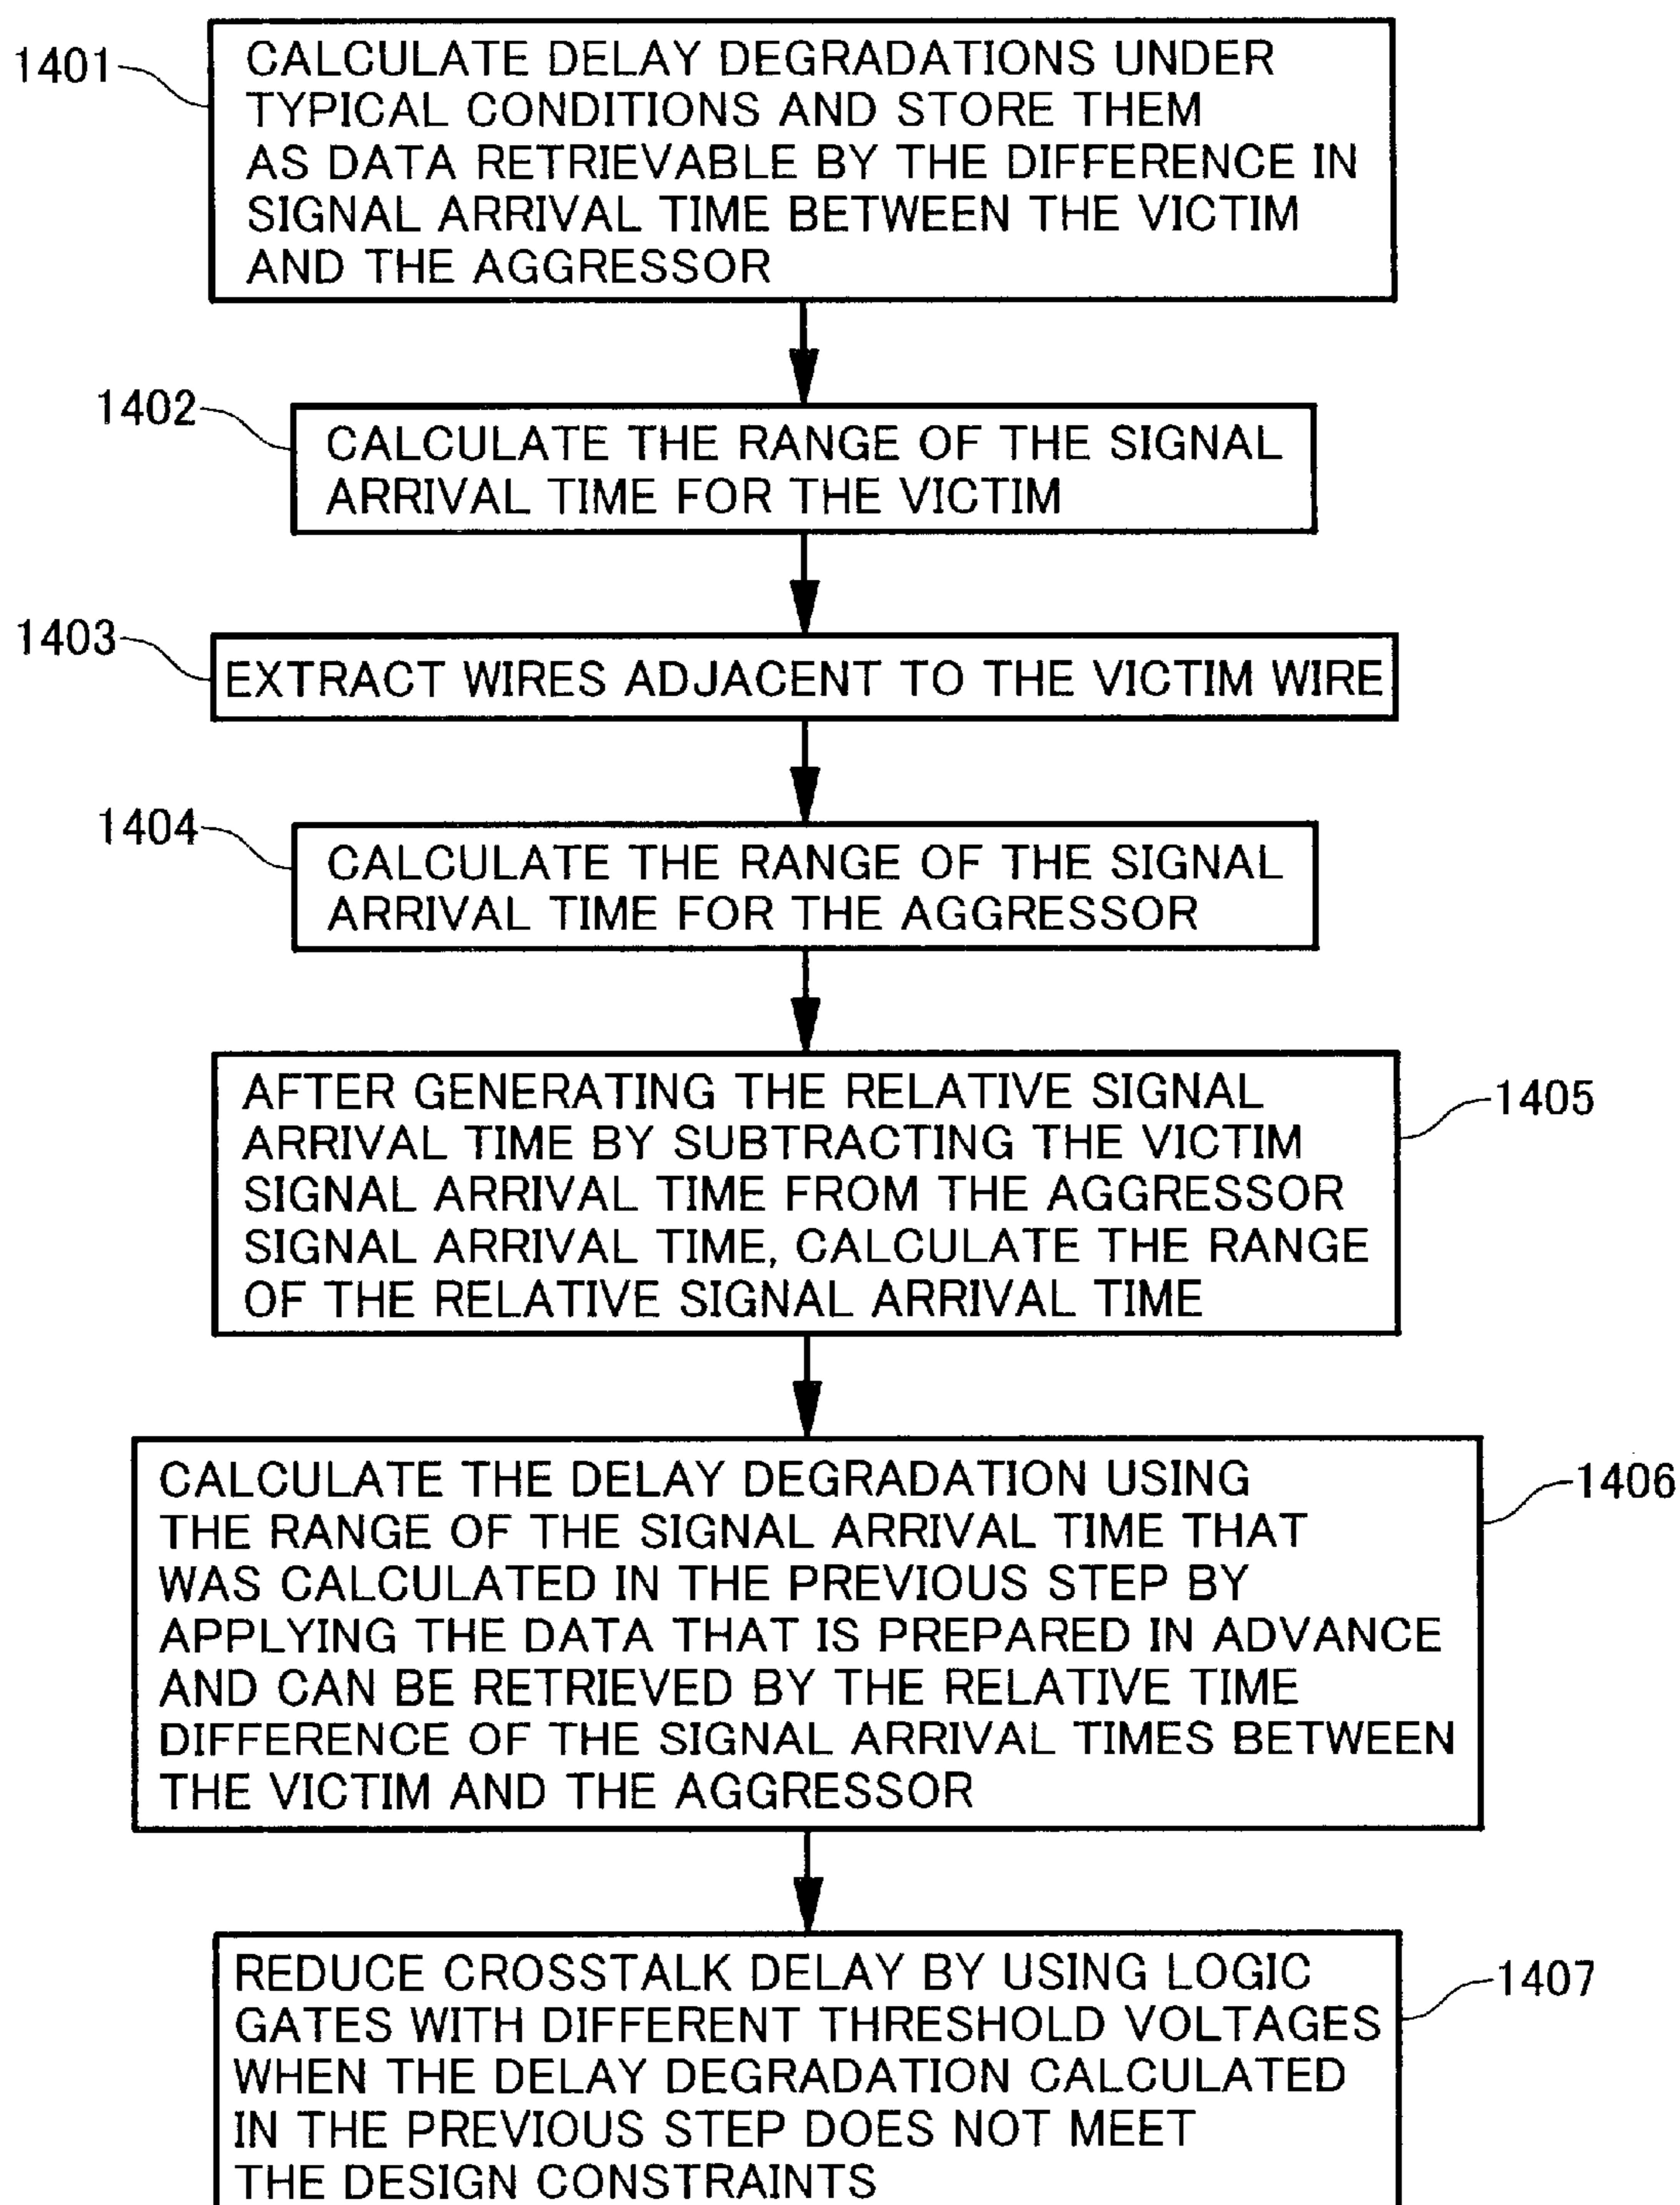 1401
CALCULATE DELAY DEGRADATIONS UNDER
TYPICAL CONDITIONS AND STORE THEM
AS DATA RETRIEVABLE BY THE DIFFERENCE IN
SIGNAL ARRIVAL TIME BETWEEN THE VICTIM
AND THE AGGRESSOR
1402
CALCULATE THE RANGE OF THE SIGNAL
ARRIVAL TIME FOR THE VICTIM
1403
EXTRACT WIRES ADJACENT TO THE VICTIM WIRE
1404
CALCULATE THE RANGE OF THE SIGNAL
ARRIVAL TIME FOR THE AGGRESSOR
1405
AFTER GENERATING THE RELATIVE SIGNAL
ARRIVAL TIME BY SUBTRACTING THE VICTIM
SIGNAL ARRIVAL TIME FROM THE AGGRESSOR
SIGNAL ARRIVAL TIME, CALCULATE THE RANGE
OF THE RELATIVE SIGNAL ARRIVAL TIME
1406
CALCULATE THE DELAY DEGRADATION USING
THE RANGE OF THE SIGNAL ARRIVAL TIME THAT
WAS CALCULATED IN THE PREVIOUS STEP BY
APPLYING THE DATA THAT IS PREPARED IN ADVANCE
AND CAN BE RETRIEVED BY THE RELATIVE TIME
DIFFERENCE OF THE SIGNAL ARRIVAL TIMES BETWEEN
THE VICTIM AND THE AGGRESSOR
1407
REDUCE CROSSTALK DELAY BY USING LOGIC
GATES WITH DIFFERENT THRESHOLD VOLTAGES
WHEN THE DELAY DEGRADATION CALCULATED
IN THE PREVIOUS STEP DOES NOT MEET
THE DESIGN CONSTRAINTS